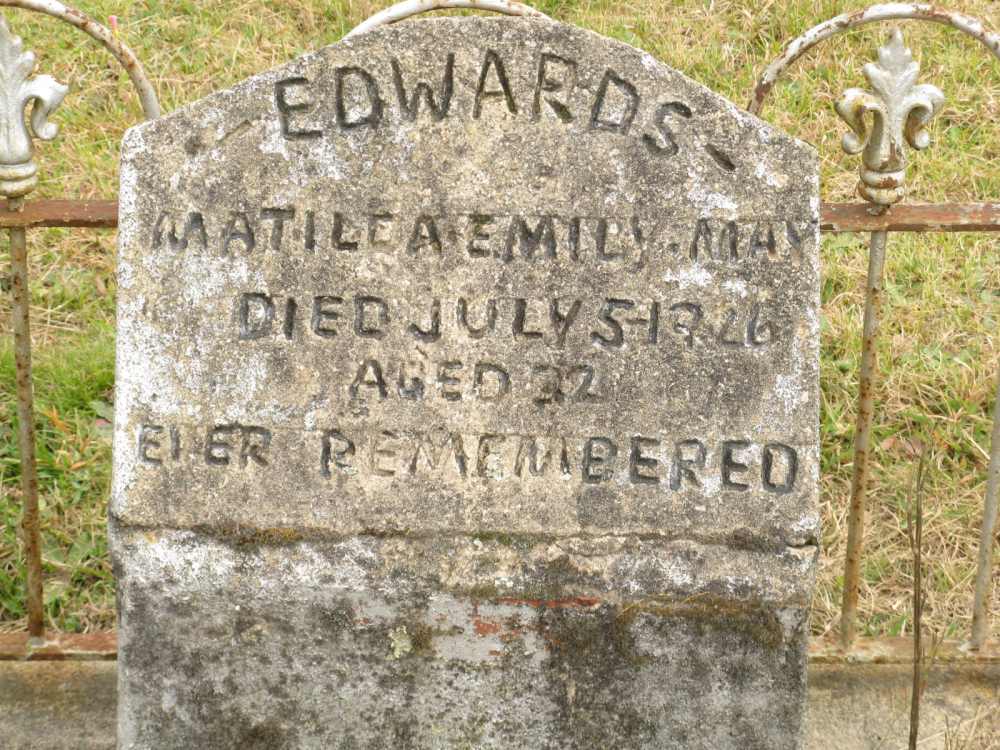 - EDWARDS -
MATILDA·EMILY·MAY
DIED JULY 5-1926
AGED 22
EVER REMEMBERED